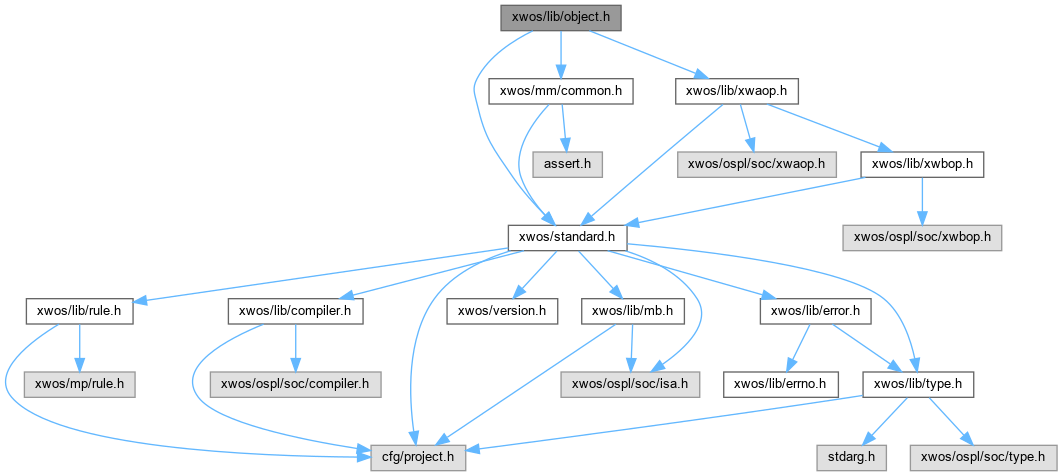 xwos/lib/object.h
xwos/mm/common.h
xwos/lib/xwaop.h
assert.h
xwos/ospl/soc/xwaop.h
xwos/lib/xwbop.h
xwos/standard.h
xwos/ospl/soc/xwbop.h
xwos/lib/rule.h
xwos/lib/compiler.h
xwos/version.h
xwos/lib/mb.h
xwos/lib/error.h
xwos/mp/rule.h
xwos/ospl/soc/compiler.h
xwos/ospl/soc/isa.h
xwos/lib/errno.h
xwos/lib/type.h
cfg/project.h
stdarg.h
xwos/ospl/soc/type.h